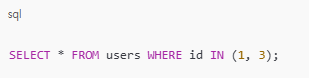 sql
SELECT * FROM users WHERE id IN (1, 3);